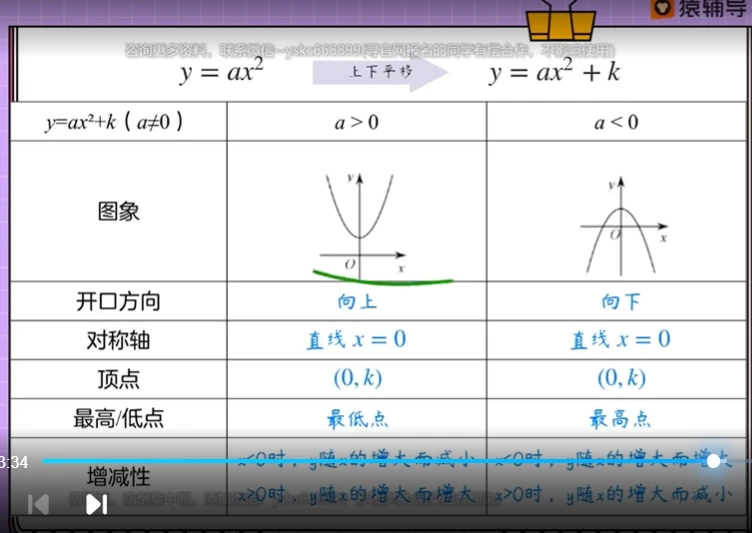 猿辅导
y = ax² 上下平移 y = ax² + k
y=ax²+k（a≠0） a > 0 a < 0
图象 y O x y O x
开口方向 向上 向下
对称轴 直线 x = 0 直线 x = 0
顶点 (0, k) (0, k)
最高/低点 最低点 最高点
3:34
增减性 x<0时，y随x的增大而减小 x<0时，y随x的增大而增大
x>0时，y随x的增大而增大 x>0时，y随x的增大而减小